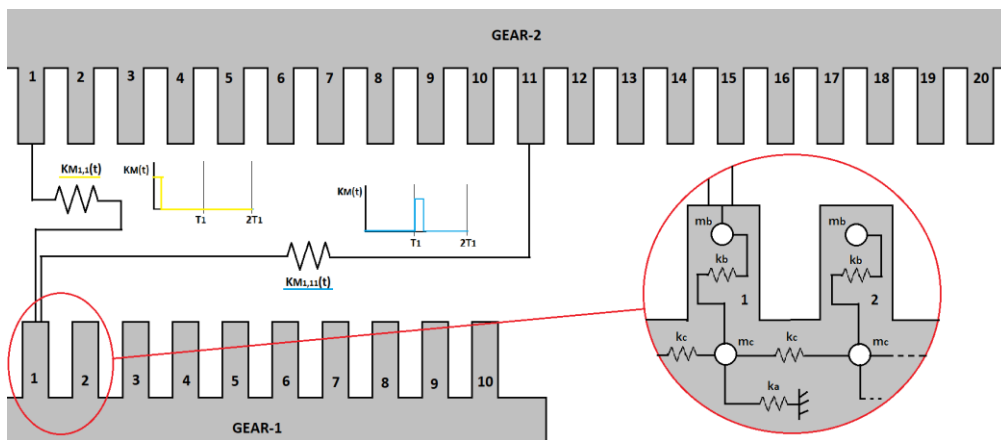 GEAR-2
1 2 3 4 5 6 7 8 9 10 11 12 13 14 15 16 17 18 19 20
KM1,1(t)
KM(t)
T1 2T1
KM(t)
T1 2T1
KM1,11(t)
mb mb
kb kb
1 2
kc mc kc mc
ka
1 2 3 4 5 6 7 8 9 10
GEAR-1